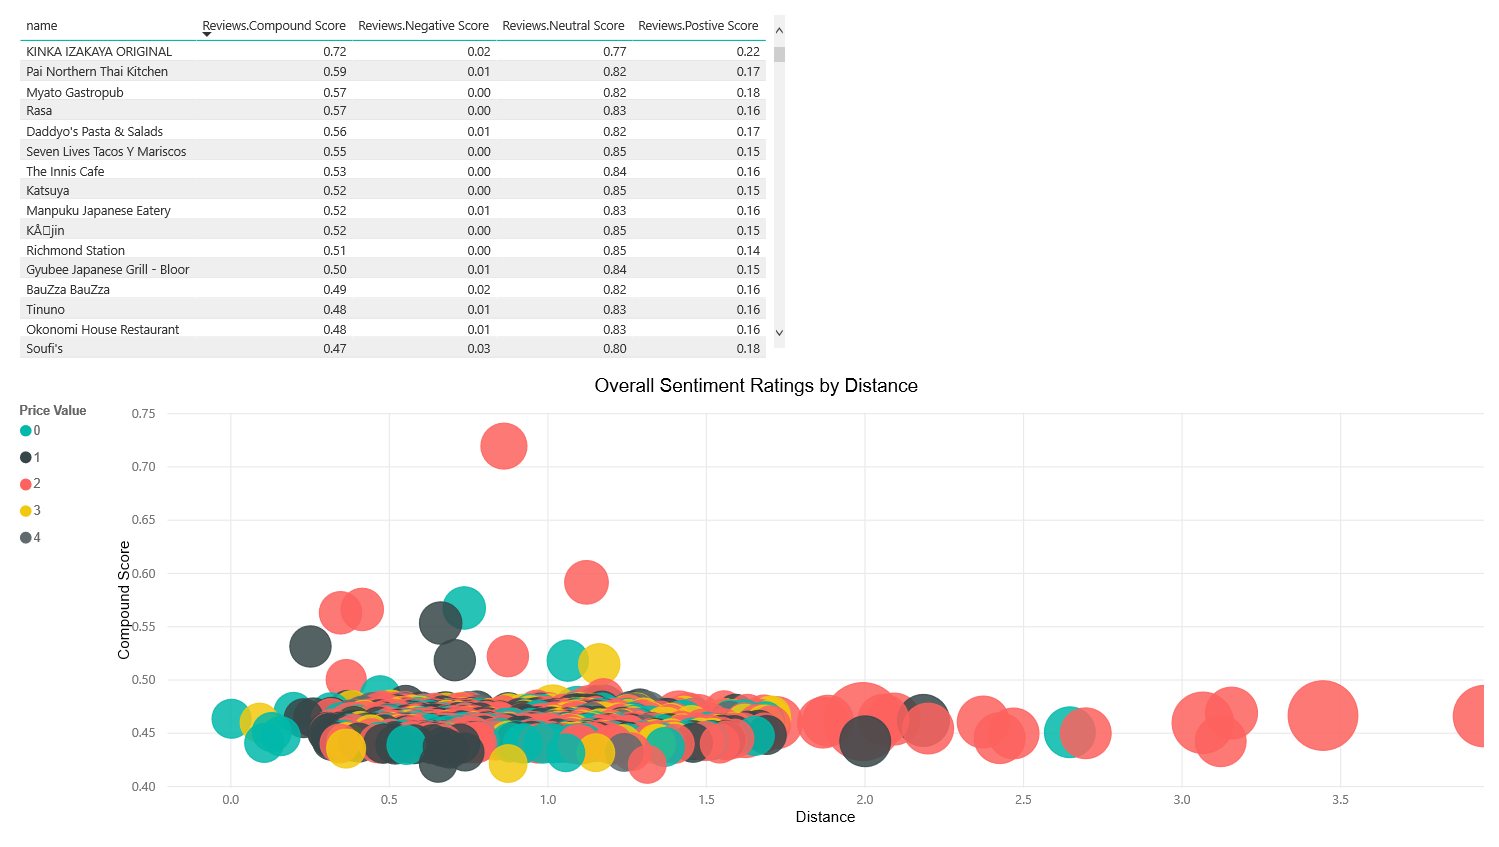 name Reviews.Compound Score Reviews.Negative Score Reviews.Neutral Score Reviews.Postive Score
KINKA IZAKAYA ORIGINAL 0.72 0.02 0.77 0.22
Pai Northern Thai Kitchen 0.59 0.01 0.82 0.17
Myato Gastropub 0.57 0.00 0.82 0.18
Rasa 0.57 0.00 0.83 0.16
Daddyo's Pasta & Salads 0.56 0.01 0.82 0.17
Seven Lives Tacos Y Mariscos 0.55 0.00 0.85 0.15
The Innis Cafe 0.53 0.00 0.84 0.16
Katsuya 0.52 0.00 0.85 0.15
Manpuku Japanese Eatery 0.52 0.01 0.83 0.16
KÅ□jin 0.52 0.00 0.85 0.15
Richmond Station 0.51 0.00 0.85 0.14
Gyubee Japanese Grill - Bloor 0.50 0.01 0.84 0.15
BauZza BauZza 0.49 0.02 0.82 0.16
Tinuno 0.48 0.01 0.83 0.16
Okonomi House Restaurant 0.48 0.01 0.83 0.16
Soufi's 0.47 0.03 0.80 0.18
Overall Sentiment Ratings by Distance
Price Value
0
1
2
3
4
Compound Score
0.75
0.70
0.65
0.60
0.55
0.50
0.45
0.40
0.0 0.5 1.0 1.5 2.0 2.5 3.0 3.5
Distance